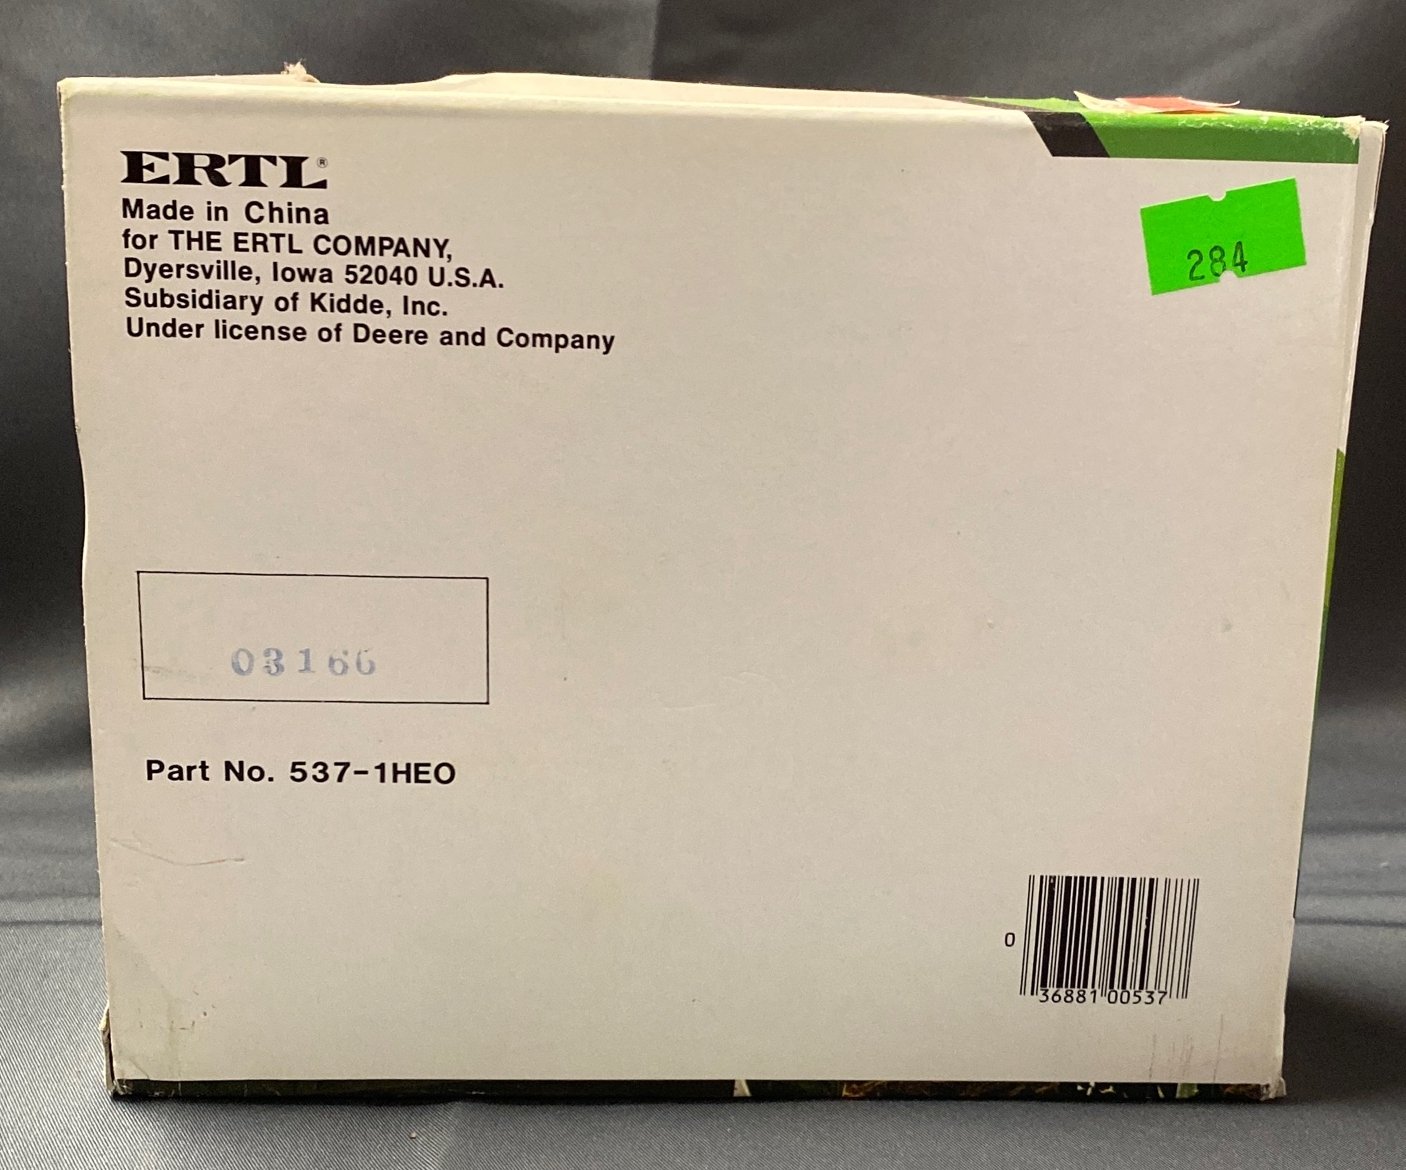 ERTL®
Made in China
for THE ERTL COMPANY,
Dyersville, Iowa 52040 U.S.A.
Subsidiary of Kidde, Inc.
Under license of Deere and Company
284
03166
Part No. 537-1HEO
0 36881 00537